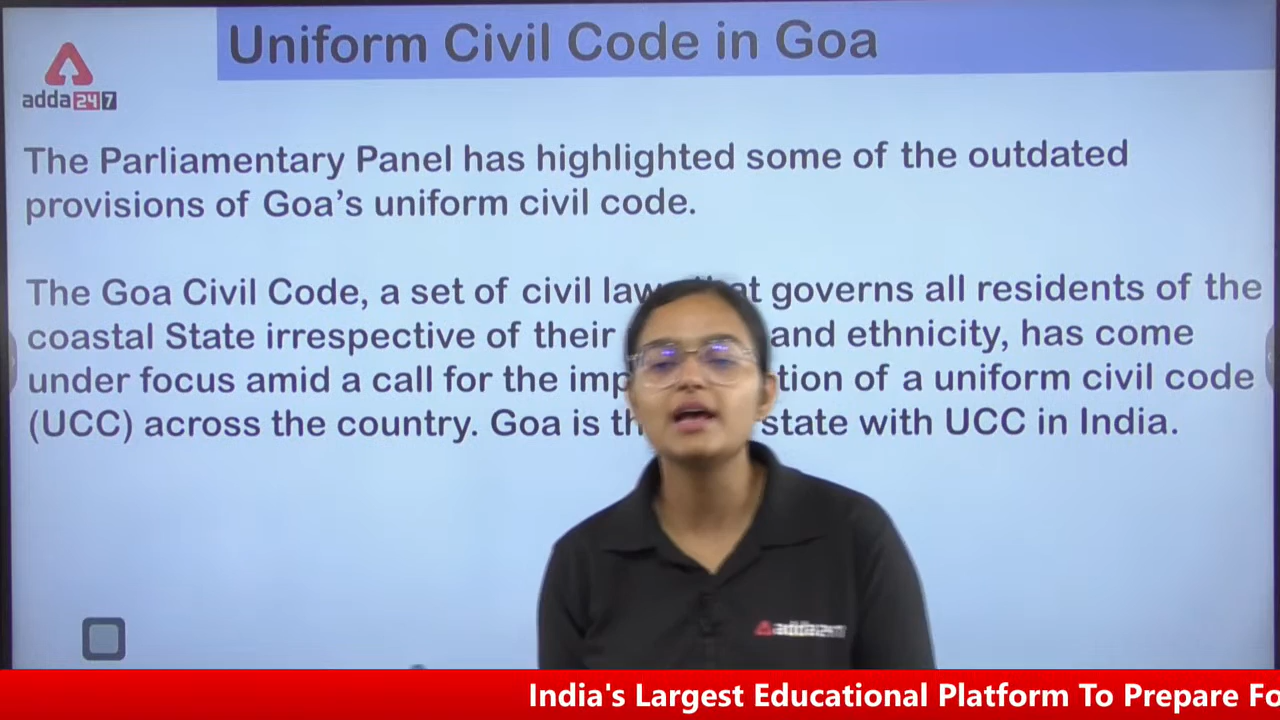 Uniform Civil Code in Goa
adda247
The Parliamentary Panel has highlighted some of the outdated
provisions of Goa's uniform civil code.
The Goa Civil Code, a set of civil law governs all residents of the
coastal State irrespective of their and ethnicity, has come
under focus amid a call for the of a uniform civil code
(UCC) across the country. Goa is state with UCC in India.
adda247
India's Largest Educational Platform To Prepare Fo